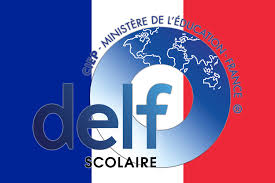 CIEP - MINISTÈRE DE L'ÉDUCATION - FRANCE ®
delf
SCOLAIRE